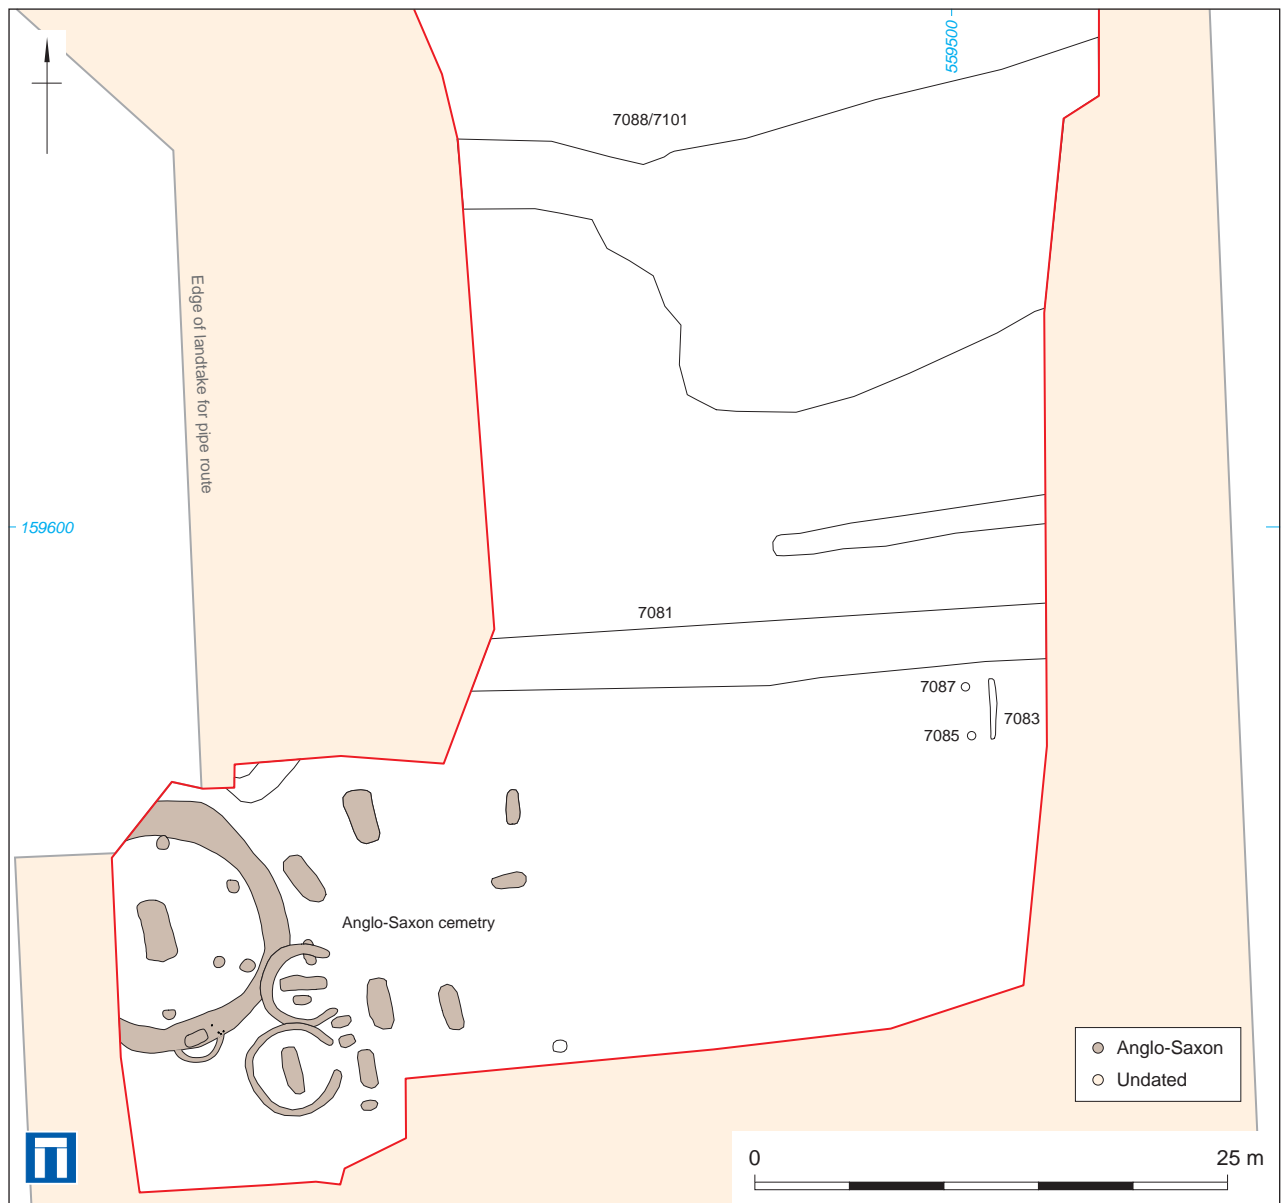 559500
7088/7101
Edge of landtake for pipe route
159600
7081
7087
7083
7085
Anglo-Saxon cemetry
Anglo-Saxon
Undated
0 25 m